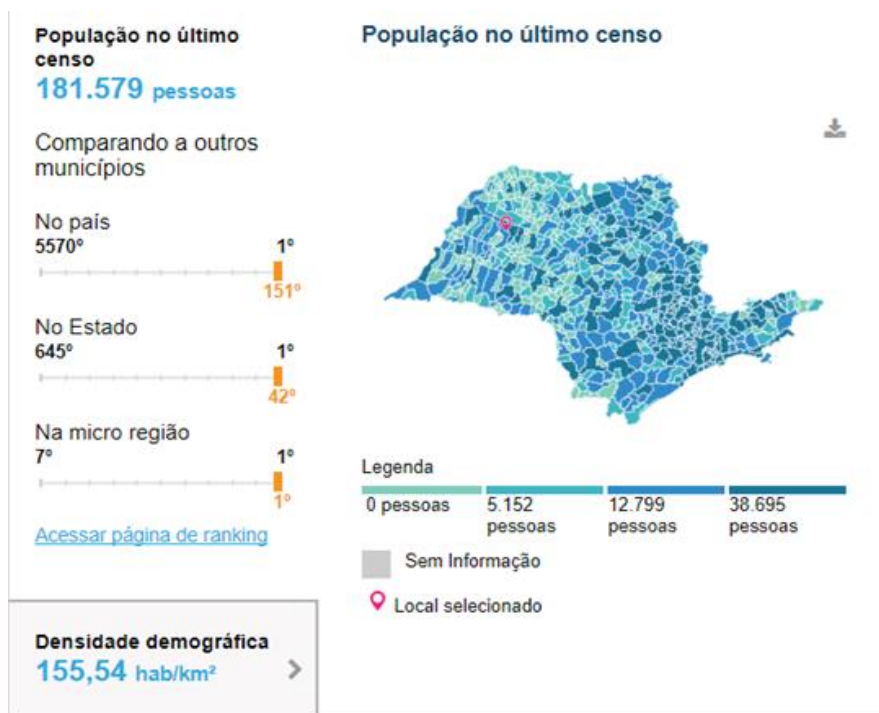 População no último
censo
181.579 pessoas
Comparando a outros
municípios
No país
5570º 1º
151º
No Estado
645º 1º
42º
Na micro região
7º 1º
1º
Acessar página de ranking
Densidade demográfica
155,54 hab/km²
População no último censo
Legenda
0 pessoas
5.152
pessoas
12.799
pessoas
38.695
pessoas
Sem Informação
Local selecionado